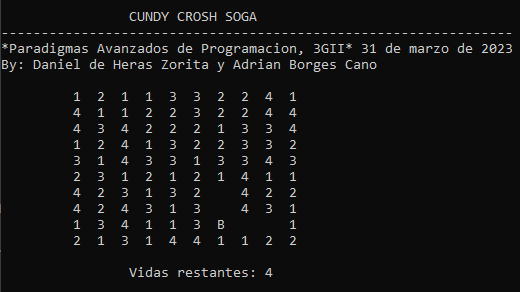 CUNDY CROSH SOGA
----------------------------------------------------------------
*Paradigmas Avanzados de Programacion, 3GII* 31 de marzo de 2023
By: Daniel de Heras Zorita y Adrian Borges Cano
1 2 1 1 3 3 2 2 4 1
4 1 1 2 2 3 2 2 4 4
4 3 4 2 2 2 1 3 3 4
1 2 4 1 3 2 2 3 3 2
3 1 4 3 3 1 3 3 4 3
2 3 1 2 1 2 1 4 1 1
4 2 3 1 3 2   4 2 2
4 2 4 3 1 3   4 3 1
1 3 4 1 1 3 B     1
2 1 3 1 4 4 1 1 2 2
Vidas restantes: 4